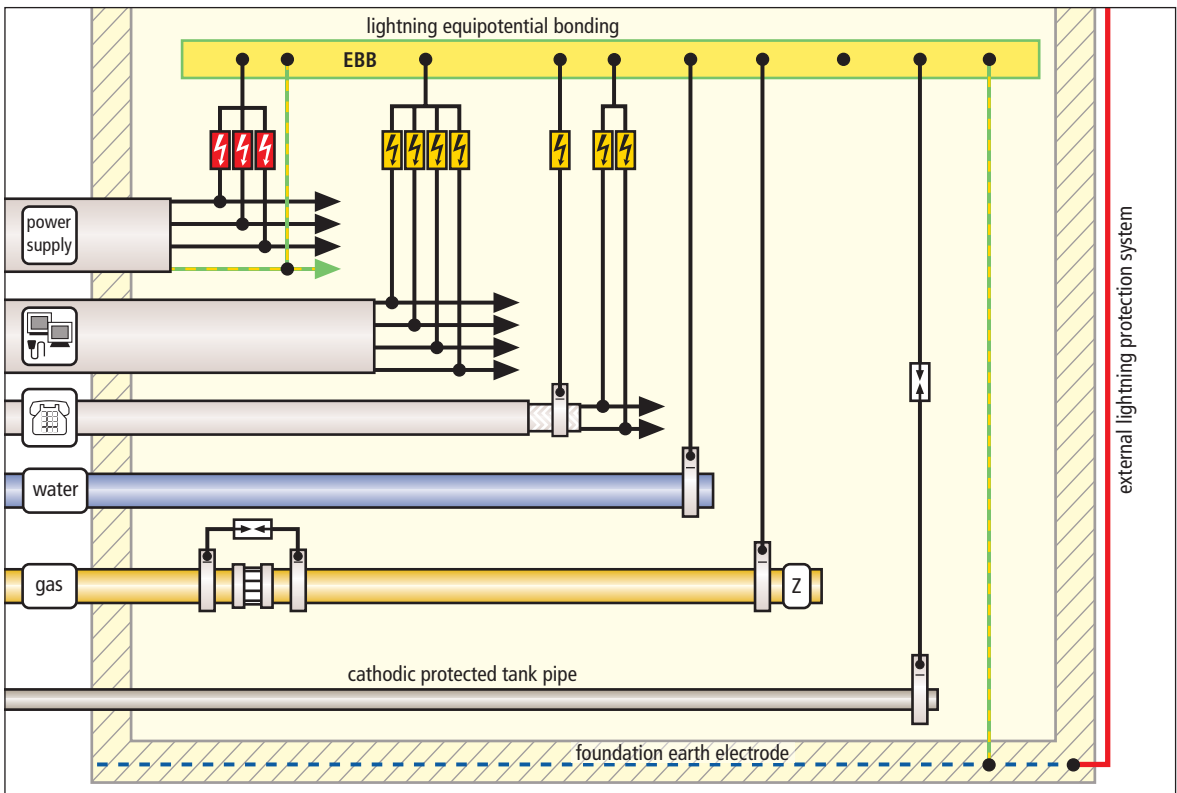 lightning equipotential bonding
EBB
power
supply
water
gas
Z
cathodic protected tank pipe
foundation earth electrode
external lightning protection system